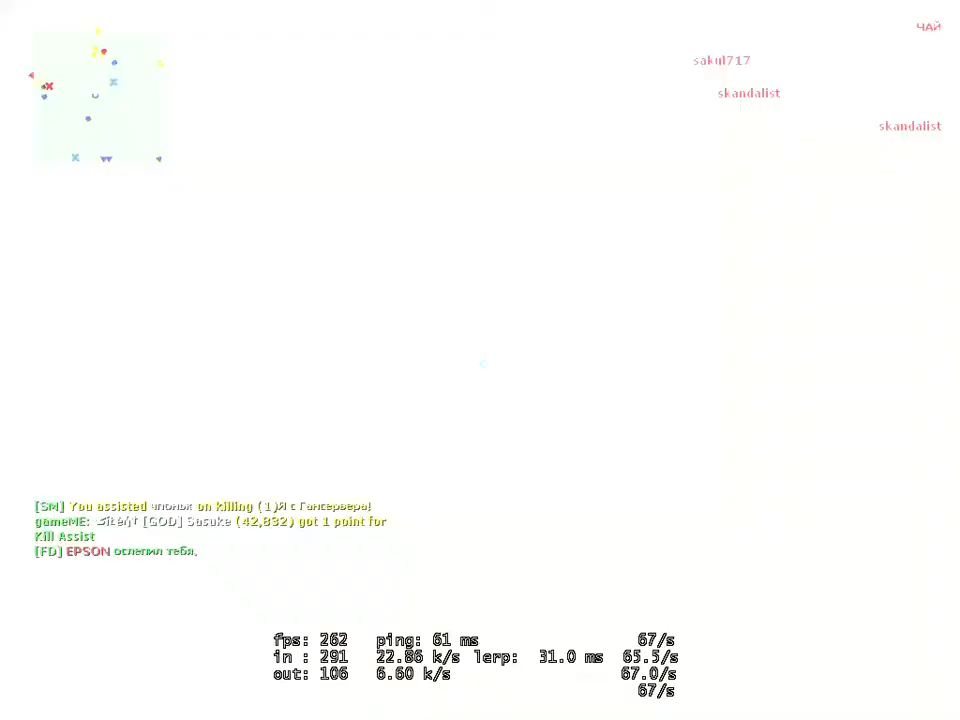 ЧАЙ
sakul717
skandalist
skandalist
[SM] You assisted чпоньк on killing (1)Я с Гансервера!
gameME: [GOD] Sasuke (42,832) got 1 point for
Kill Assist
[FD] EPSON ослепил тебя.
fps: 262 ping: 61 ms 67/s
in : 291 22.86 k/s lerp: 31.0 ms 65.5/s
out: 106 6.60 k/s 67.0/s
67/s